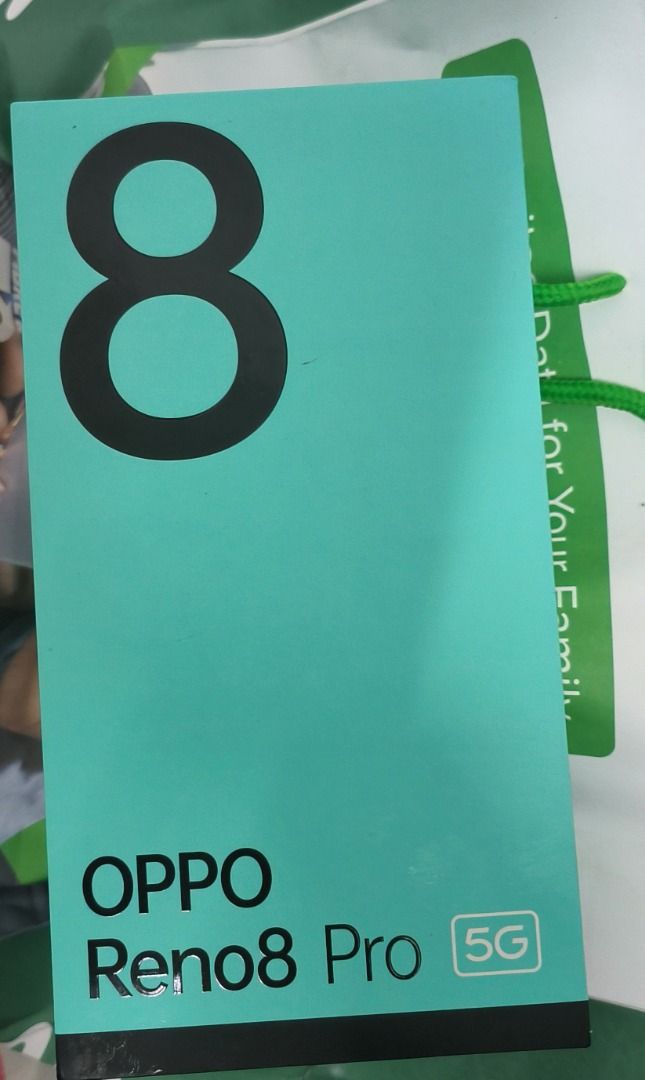 8
OPPO
Reno8 Pro 5G
for Your Family